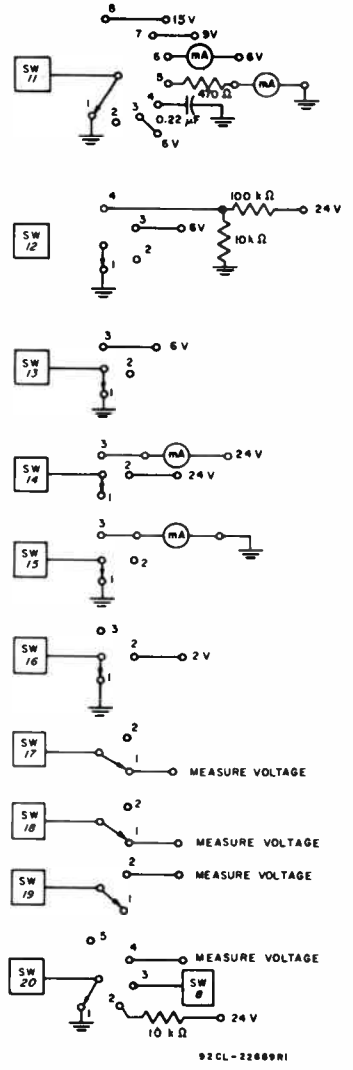 8 15V
7 9V
6 mA 6V
SW 11
5 470 Ω mA
4
0.22 µF
3
1
2
6V
4
100 kΩ
24V
SW 12
3 6V
10kΩ
2
1
3 6V
SW 13
2
1
3 mA 24V
SW 14
2 24V
1
3 mA
SW 15
2
1
3
SW 16
2 2V
1
2
SW 17
1
MEASURE VOLTAGE
2
SW 18
1
MEASURE VOLTAGE
2
MEASURE VOLTAGE
SW 19
1
5
4 MEASURE VOLTAGE
SW 20
3 SW 8
2
1
10 kΩ
24V
92CL-22669R1